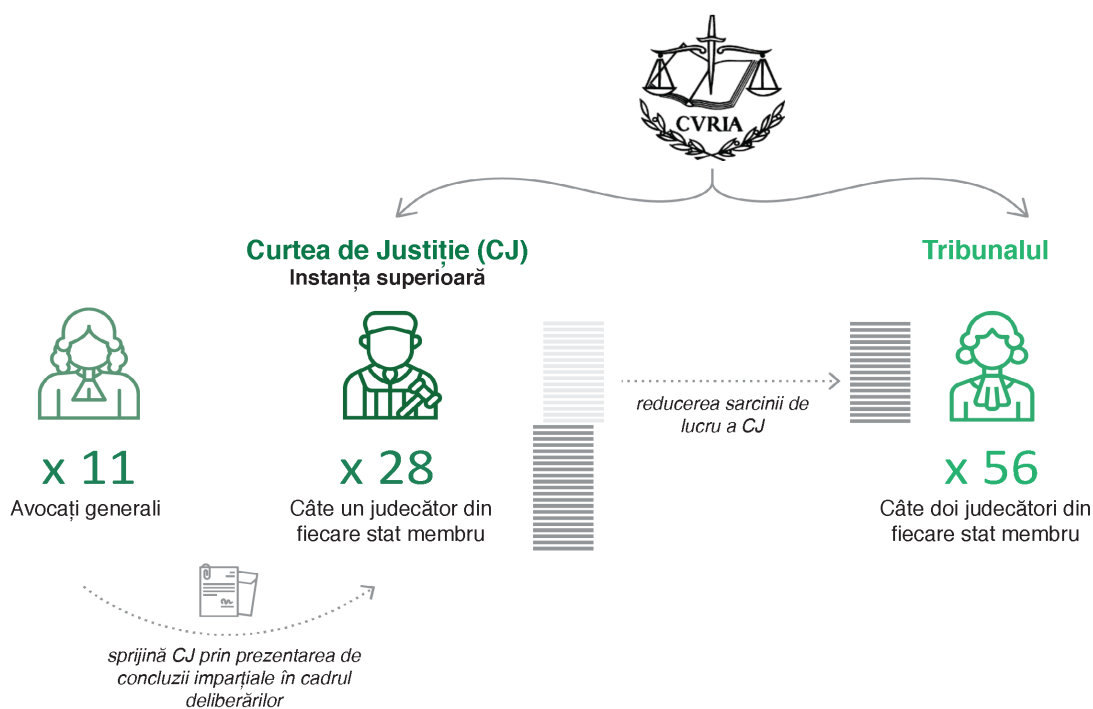 CVRIA
Curtea de Justiție (CJ)
Instanța superioară
Tribunalul
x 11
Avocați generali
x 28
Câte un judecător din
fiecare stat membru
reducerea sarcinii de
lucru a CJ
x 56
Câte doi judecători din
fiecare stat membru
sprijină CJ prin prezentarea de
concluzii imparțiale în cadrul
deliberărilor